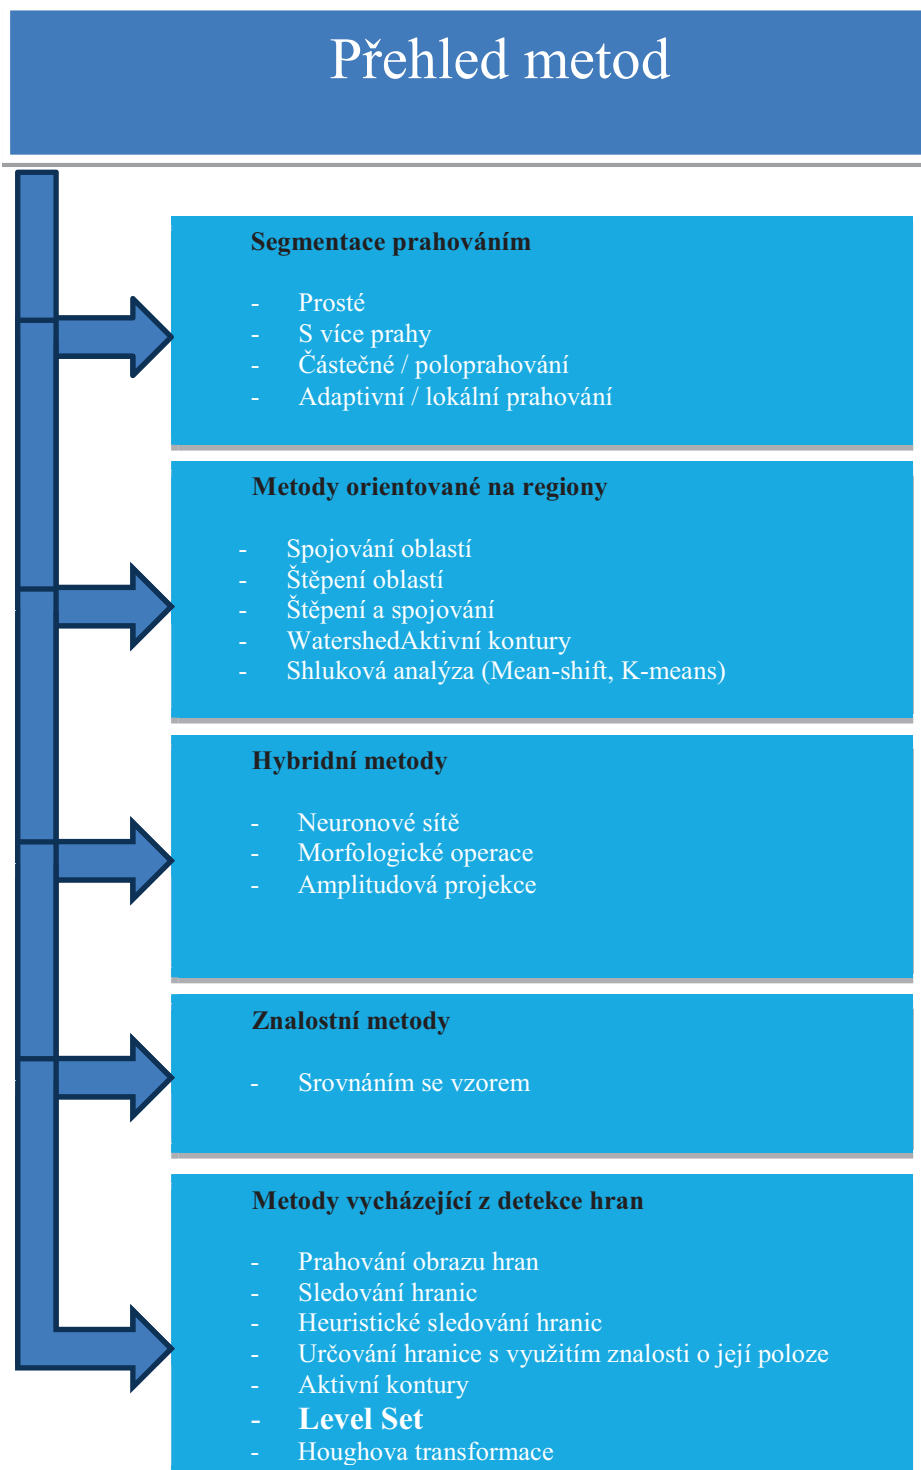 Přehled metod
Segmentace prahováním
- Prosté
- S více prahy
- Částečné / poloprahování
- Adaptivní / lokální prahování
Metody orientované na regiony
- Spojování oblastí
- Štěpení oblastí
- Štěpení a spojování
- WatershedAktivní kontury
- Shluková analýza (Mean-shift, K-means)
Hybridní metody
- Neuronové sítě
- Morfologické operace
- Amplitudová projekce
Znalostní metody
- Srovnáním se vzorem
Metody vycházející z detekce hran
- Prahování obrazu hran
- Sledování hranic
- Heuristické sledování hranic
- Určování hranice s využitím znalosti o její poloze
- Aktivní kontury
- Level Set
- Houghova transformace